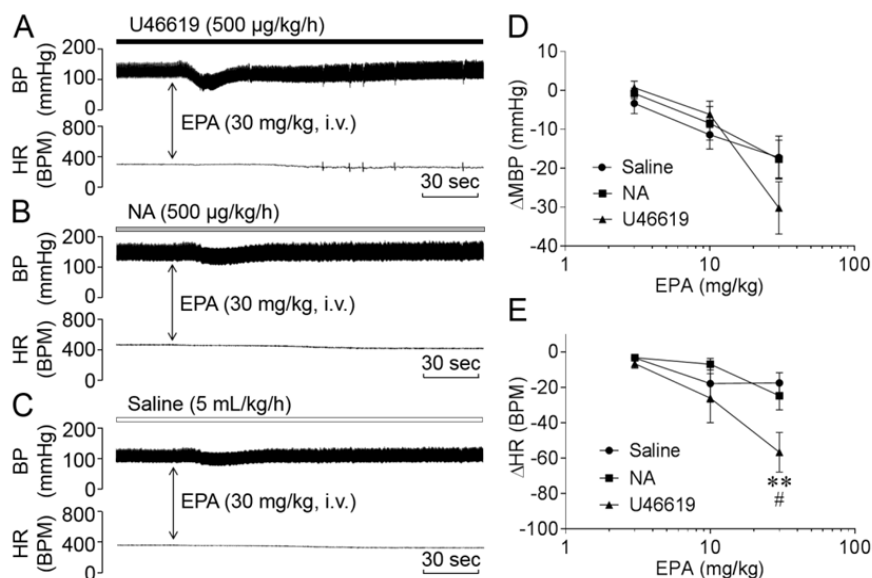 A
U46619 (500 µg/kg/h)
BP
(mmHg)
200
100
0
EPA (30 mg/kg, i.v.)
HR
(BPM)
800
400
0
30 sec
B
NA (500 µg/kg/h)
BP
(mmHg)
200
100
0
EPA (30 mg/kg, i.v.)
HR
(BPM)
800
400
0
30 sec
C
Saline (5 mL/kg/h)
BP
(mmHg)
200
100
0
EPA (30 mg/kg, i.v.)
HR
(BPM)
800
400
0
30 sec
D
ΔMBP (mmHg)
10
0
-10
-20
-30
-40
Saline
NA
U46619
1
10
100
EPA (mg/kg)
E
ΔHR (BPM)
0
-20
-40
-60
-80
-100
Saline
NA
U46619
**
#
1
10
100
EPA (mg/kg)